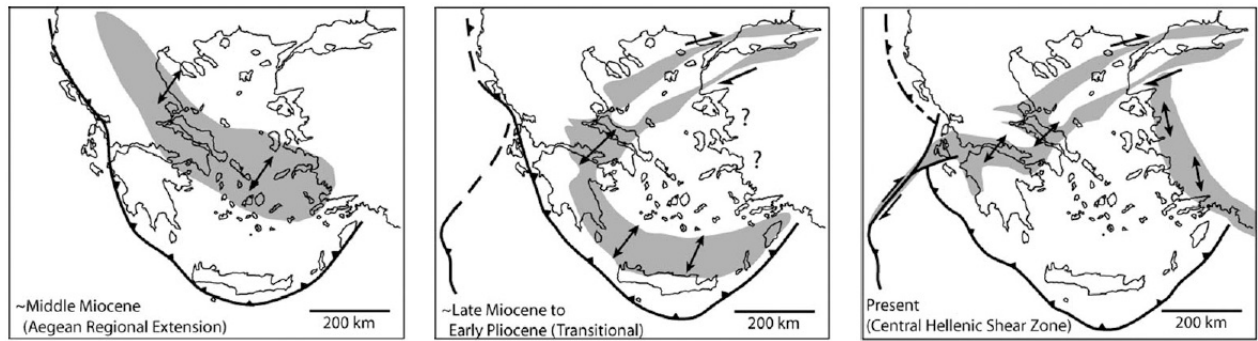 ~Middle Miocene
(Aegean Regional Extension)
200 km
?
?
~Late Miocene to
Early Pliocene (Transitional)
200 km
Present
(Central Hellenic Shear Zone)
200 km